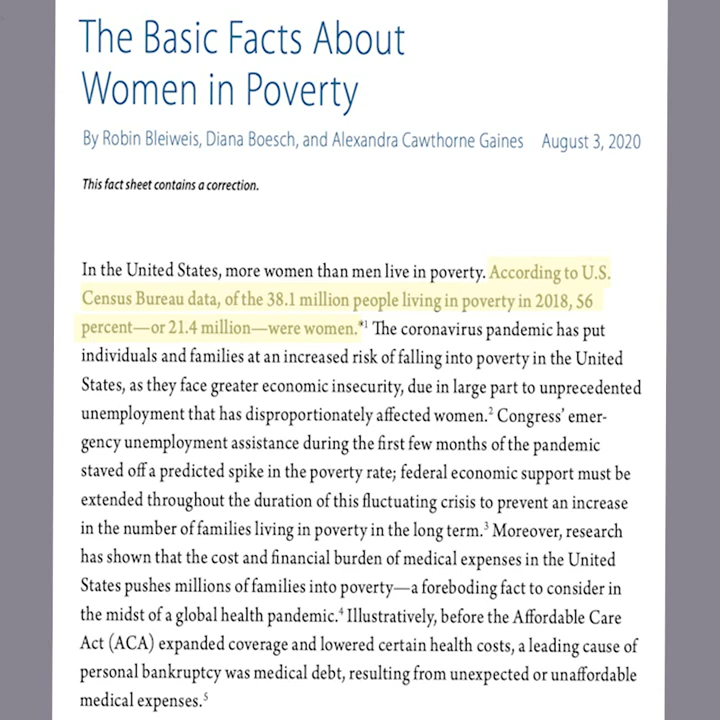 The Basic Facts About
Women in Poverty
By Robin Bleiweis, Diana Boesch, and Alexandra Cawthorne Gaines August 3, 2020
This fact sheet contains a correction.
In the United States, more women than men live in poverty. According to U.S.
Census Bureau data, of the 38.1 million people living in poverty in 2018, 56
percent—or 21.4 million—were women.*1 The coronavirus pandemic has put
individuals and families at an increased risk of falling into poverty in the United
States, as they face greater economic insecurity, due in large part to unprecedented
unemployment that has disproportionately affected women.2 Congress' emer-
gency unemployment assistance during the first few months of the pandemic
staved off a predicted spike in the poverty rate; federal economic support must be
extended throughout the duration of this fluctuating crisis to prevent an increase
in the number of families living in poverty in the long term.3 Moreover, research
has shown that the cost and financial burden of medical expenses in the United
States pushes millions of families into poverty—a foreboding fact to consider in
the midst of a global health pandemic.4 Illustratively, before the Affordable Care
Act (ACA) expanded coverage and lowered certain health costs, a leading cause of
personal bankruptcy was medical debt, resulting from unexpected or unaffordable
medical expenses.5